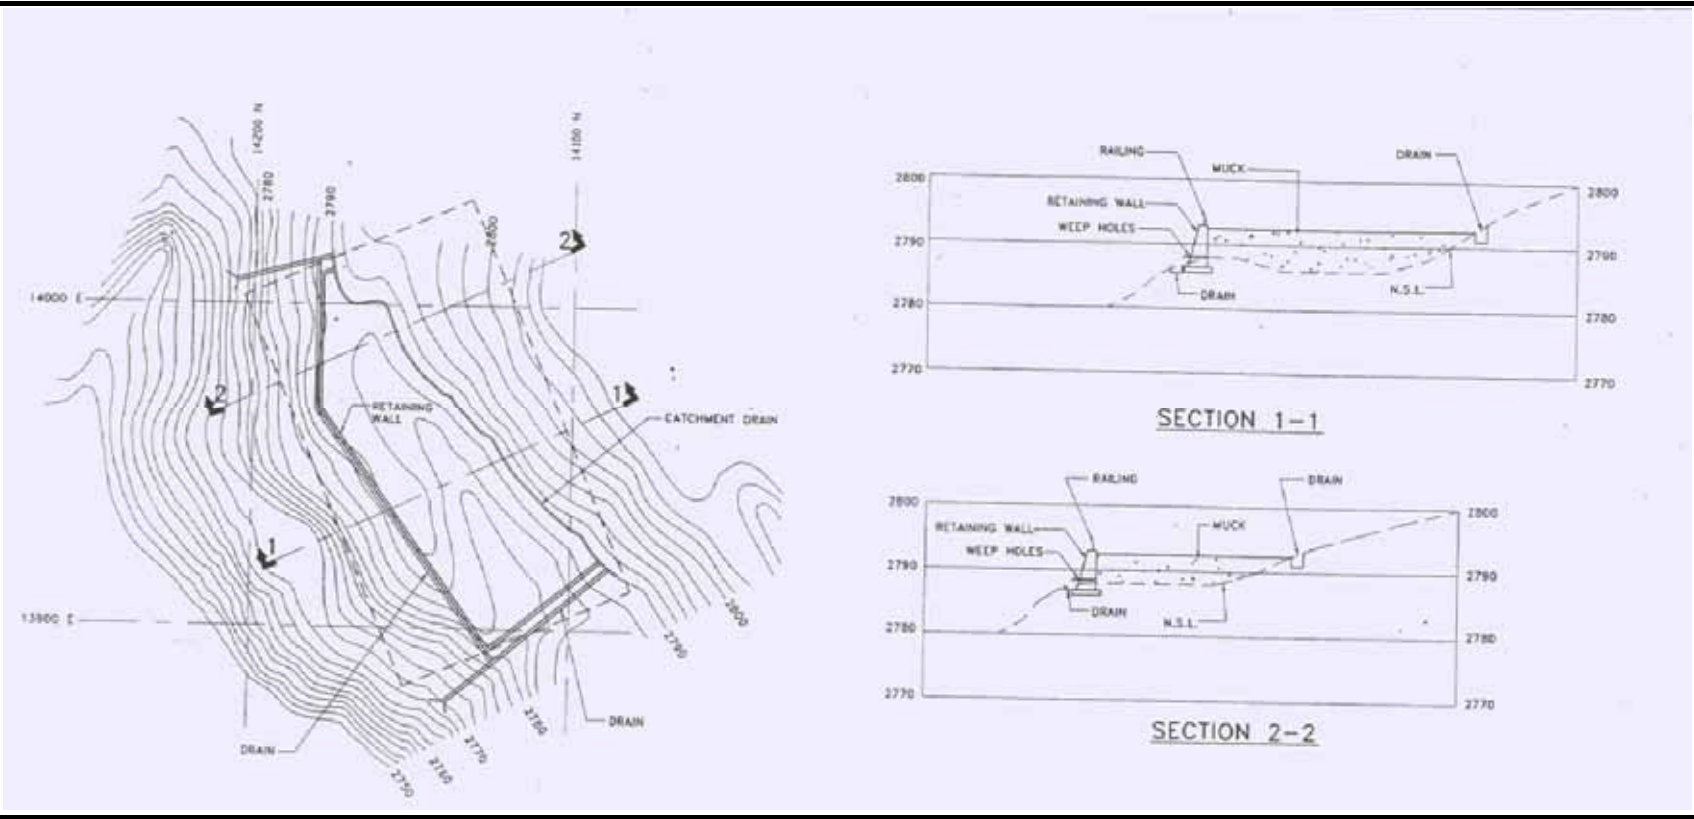 14200 N
14100 N
2780
2790
2800
2
14000 E
2
1
RETAINING
WALL
CATCHMENT DRAIN
1
13900 E
2800
2790
DRAIN
2780
DRAIN
2770
2760
2750
RAILING
MUCK
DRAIN
2800
2800
RETAINING WALL
WEEP HOLES
2790
2790
DRAIN
N.S.L.
2780
2780
2770
2770
SECTION 1-1
RAILING
DRAIN
2800
2800
RETAINING WALL
MUCK
WEEP HOLES
2790
2790
DRAIN
N.S.L.
2780
2780
2770
2770
SECTION 2-2